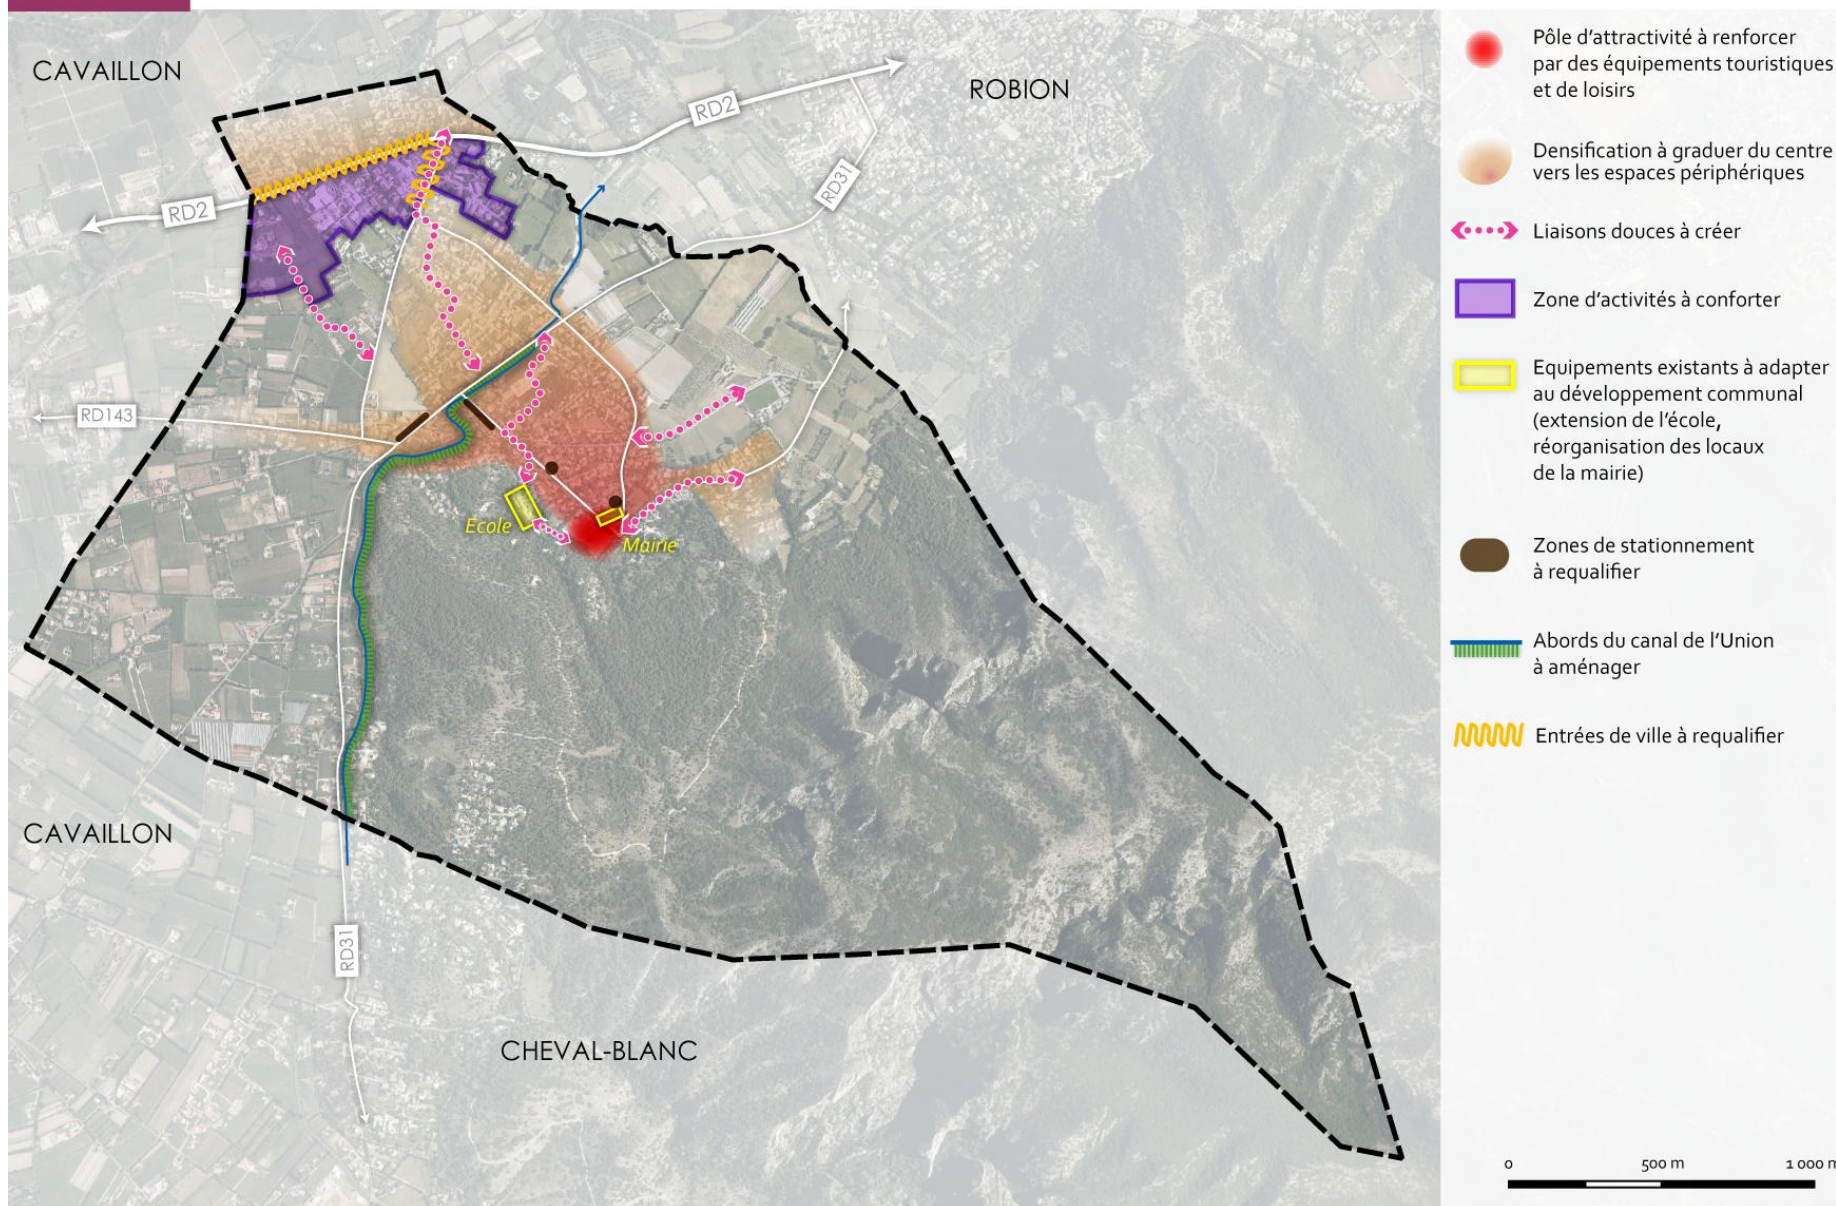 CAVAILLON
ROBION
RD2
RD31
RD2
RD143
Ecole
Mairie
CAVAILLON
RD31
CHEVAL-BLANC
Pôle d'attractivité à renforcer
par des équipements touristiques
et de loisirs
Densification à graduer du centre
vers les espaces périphériques
Liaisons douces à créer
Zone d'activités à conforter
Equipements existants à adapter
au développement communal
(extension de l'école,
réorganisation des locaux
de la mairie)
Zones de stationnement
à requalifier
Abords du canal de l'Union
à aménager
Entrées de ville à requalifier
0 500 m 1 000 m